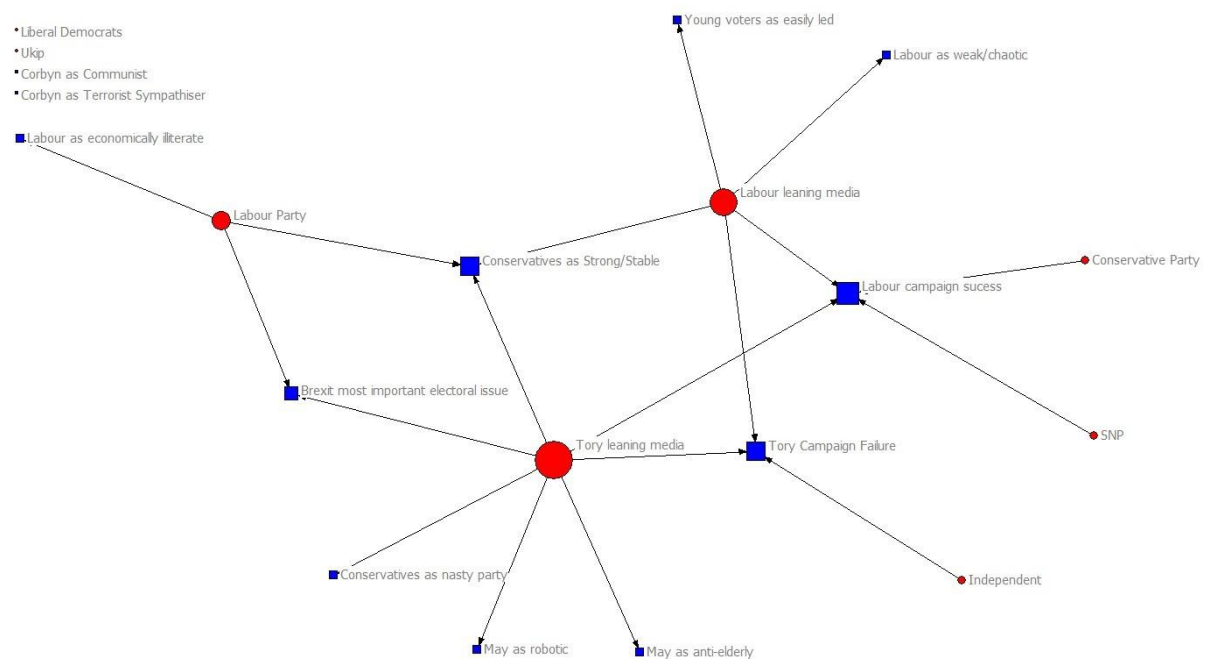 Young voters as easily led
Liberal Democrats
Ukip
Labour as weak/chaotic
Corbyn as Communist
Corbyn as Terrorist Sympathiser
Labour as economically illiterate
Labour leaning media
Labour Party
Conservatives as Strong/Stable
Conservative Party
Labour campaign sucess
Brexit most important electoral issue
SNP
Tory leaning media
Tory Campaign Failure
Conservatives as nasty party
Independent
May as robotic
May as anti-elderly